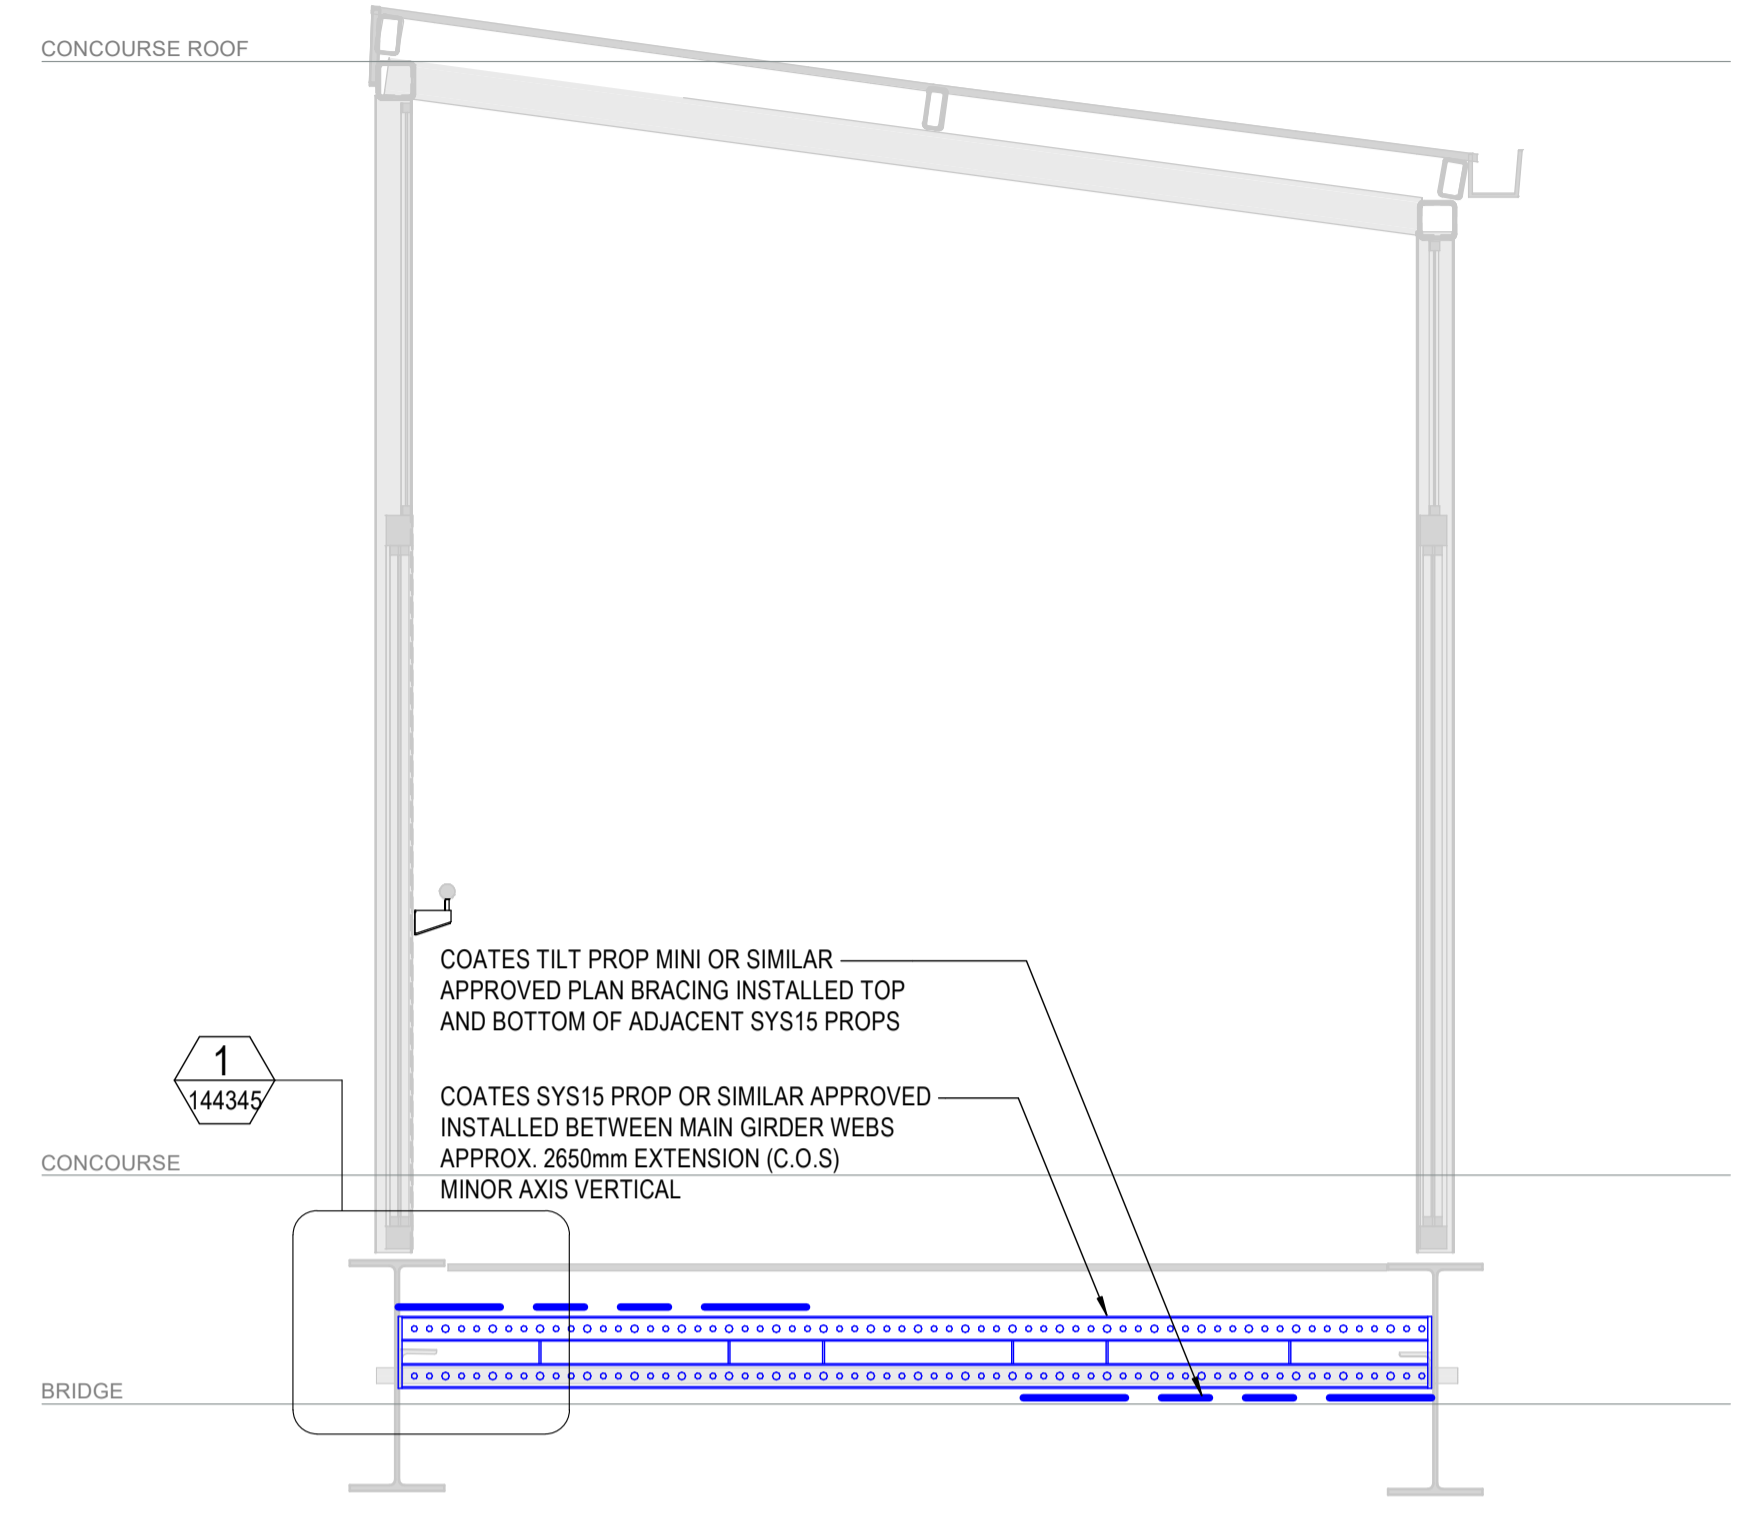 CONCOURSE ROOF
COATES TILT PROP MINI OR SIMILAR
APPROVED PLAN BRACING INSTALLED TOP
AND BOTTOM OF ADJACENT SYS15 PROPS
1
144345
COATES SYS15 PROP OR SIMILAR APPROVED
INSTALLED BETWEEN MAIN GIRDER WEBS
APPROX. 2650mm EXTENSION (C.O.S)
MINOR AXIS VERTICAL
CONCOURSE
BRIDGE